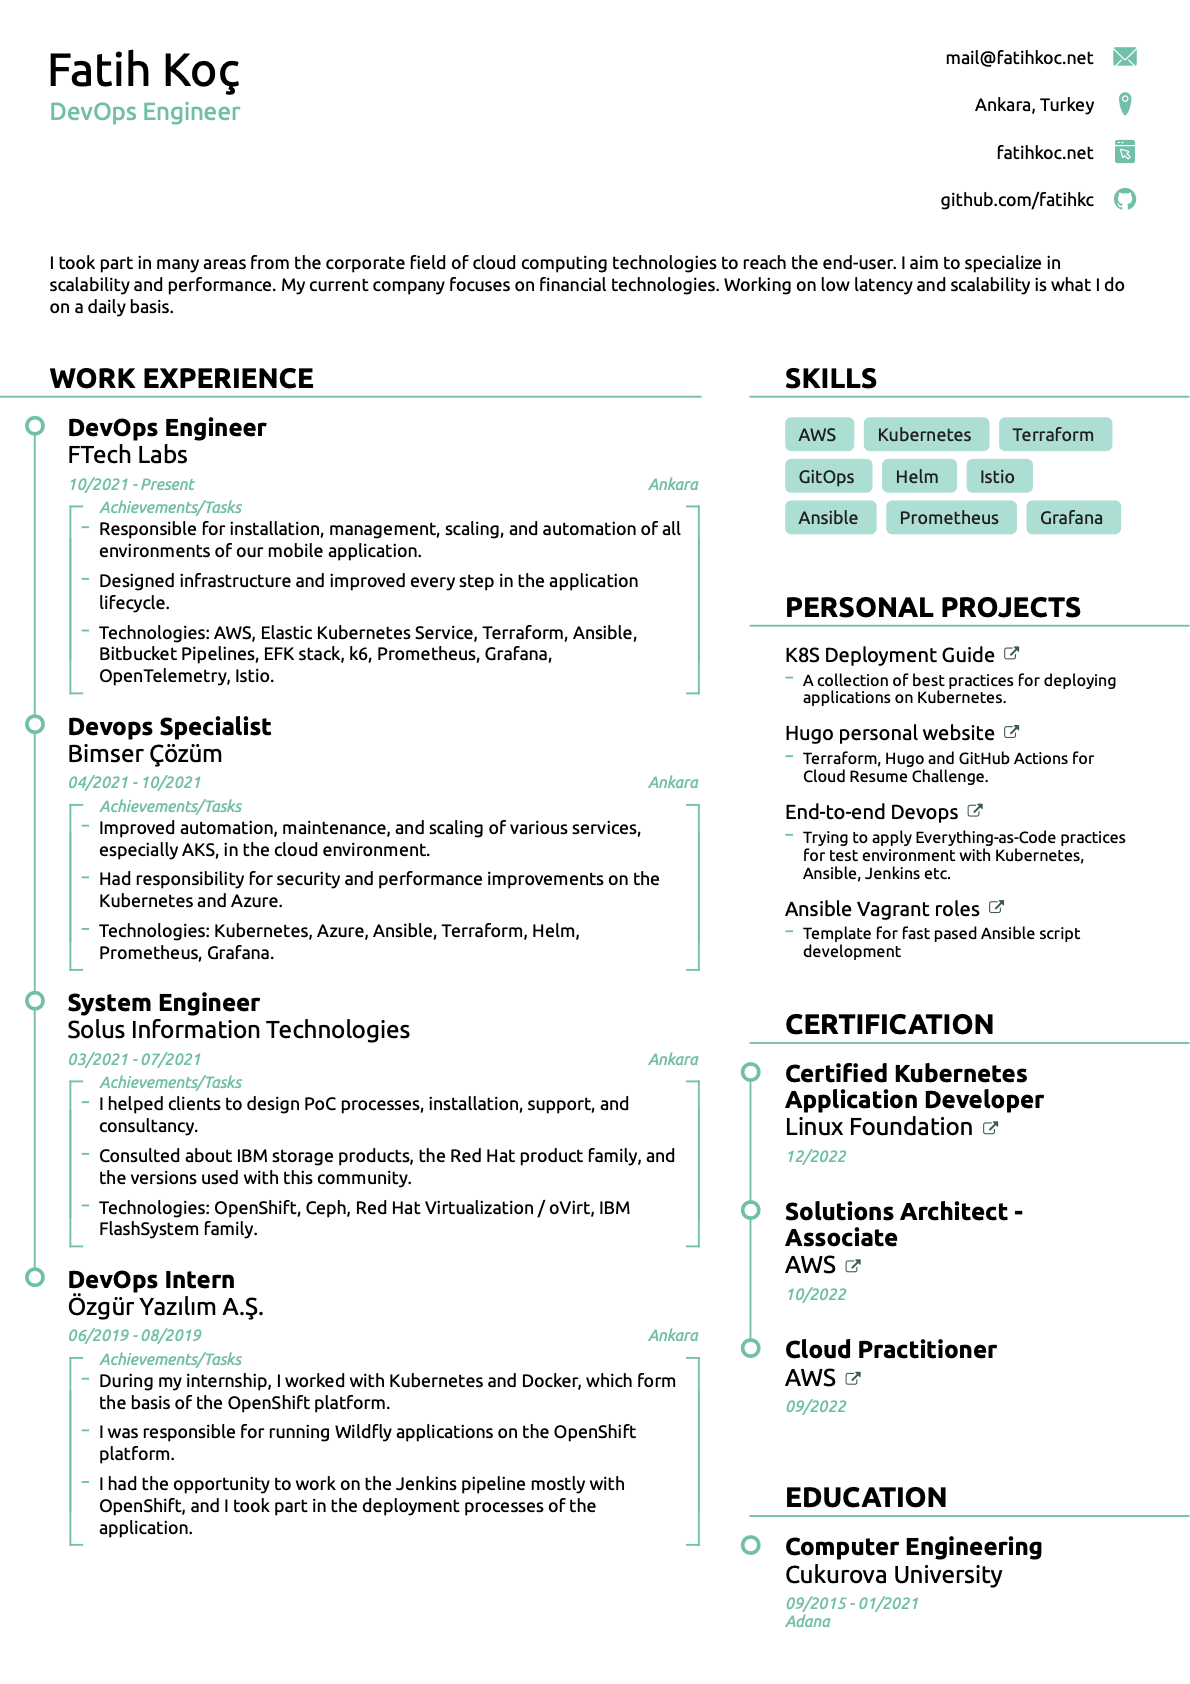 Fatih Koç
DevOps Engineer
mail@fatihkoc.net
Ankara, Turkey
fatihkoc.net
github.com/fatihkc
I took part in many areas from the corporate field of cloud computing technologies to reach the end-user. I aim to specialize in
scalability and performance. My current company focuses on financial technologies. Working on low latency and scalability is what I do
on a daily basis.
WORK EXPERIENCE
DevOps Engineer
FTech Labs
10/2021 - Present Ankara
Achievements/Tasks
– Responsible for installation, management, scaling, and automation of all
environments of our mobile application.
– Designed infrastructure and improved every step in the application
lifecycle.
– Technologies: AWS, Elastic Kubernetes Service, Terraform, Ansible,
Bitbucket Pipelines, EFK stack, k6, Prometheus, Grafana,
OpenTelemetry, Istio.
Devops Specialist
Bimser Çözüm
04/2021 - 10/2021 Ankara
Achievements/Tasks
– Improved automation, maintenance, and scaling of various services,
especially AKS, in the cloud environment.
– Had responsibility for security and performance improvements on the
Kubernetes and Azure.
– Technologies: Kubernetes, Azure, Ansible, Terraform, Helm,
Prometheus, Grafana.
System Engineer
Solus Information Technologies
03/2021 - 07/2021 Ankara
Achievements/Tasks
– I helped clients to design PoC processes, installation, support, and
consultancy.
– Consulted about IBM storage products, the Red Hat product family, and
the versions used with this community.
– Technologies: OpenShift, Ceph, Red Hat Virtualization / oVirt, IBM
FlashSystem family.
DevOps Intern
Özgür Yazılım A.Ş.
06/2019 - 08/2019 Ankara
Achievements/Tasks
– During my internship, I worked with Kubernetes and Docker, which form
the basis of the OpenShift platform.
– I was responsible for running Wildfly applications on the OpenShift
platform.
– I had the opportunity to work on the Jenkins pipeline mostly with
OpenShift, and I took part in the deployment processes of the
application.
SKILLS
AWS Kubernetes Terraform
GitOps Helm Istio
Ansible Prometheus Grafana
PERSONAL PROJECTS
K8S Deployment Guide
– A collection of best practices for deploying
applications on Kubernetes.
Hugo personal website
– Terraform, Hugo and GitHub Actions for
Cloud Resume Challenge.
End-to-end Devops
– Trying to apply Everything-as-Code practices
for test environment with Kubernetes,
Ansible, Jenkins etc.
Ansible Vagrant roles
– Template for fast pased Ansible script
development
CERTIFICATION
Certified Kubernetes
Application Developer
Linux Foundation
12/2022
Solutions Architect -
Associate
AWS
10/2022
Cloud Practitioner
AWS
09/2022
EDUCATION
Computer Engineering
Cukurova University
09/2015 - 01/2021
Adana